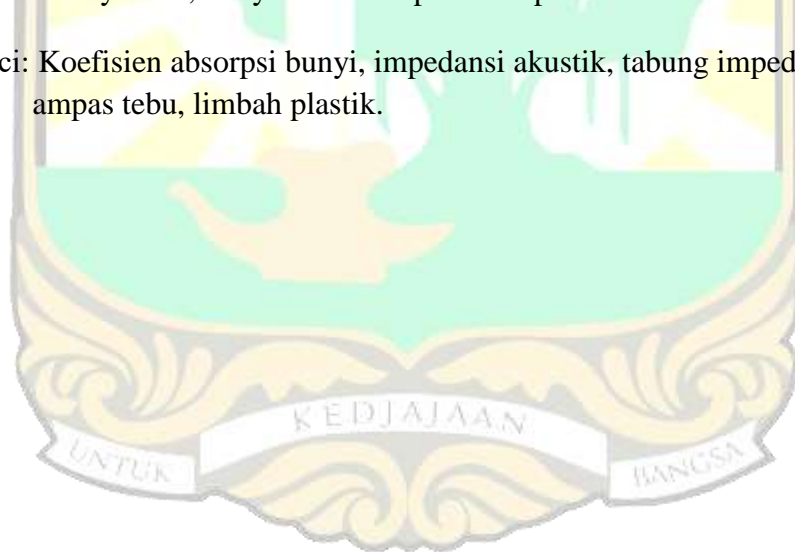 ci: Koefisien absorpsi bunyi, impedansi akustik, tabung imped
ampas tebu, limbah plastik.
KEDJAJAAN
UNTUK
BANGSA